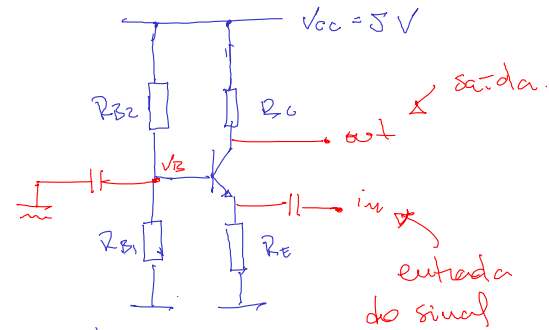 Vcc = 5 V
RB2
RC
saída.
out
VB
in
RB1
RE
entrada
do sinal